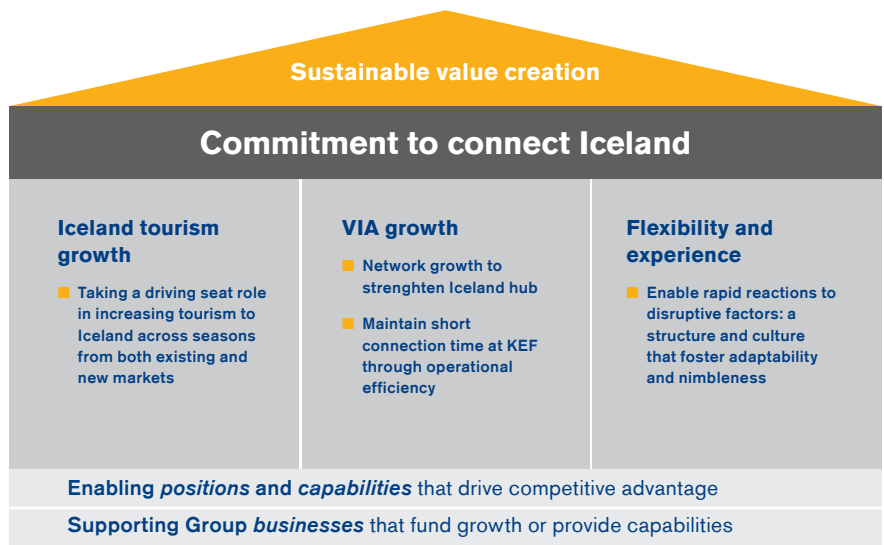 Sustainable value creation
Commitment to connect Iceland
Iceland tourism
growth
Taking a driving seat role
in increasing tourism to
Iceland across seasons
from both existing and
new markets
VIA growth
Network growth to
strenghten Iceland hub
Maintain short
connection time at KEF
through operational
efficiency
Flexibility and
experience
Enable rapid reactions to
disruptive factors: a
structure and culture
that foster adaptability
and nimbleness
Enabling positions and capabilities that drive competitive advantage
Supporting Group businesses that fund growth or provide capabilities